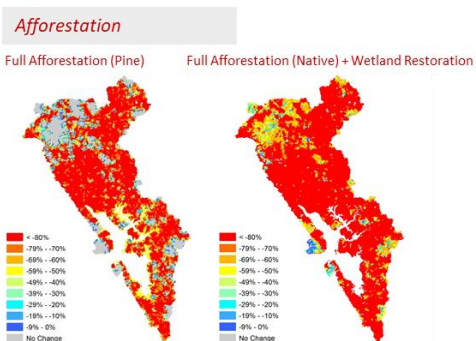 Afforestation
Full Afforestation (Pine)
Full Afforestation (Native) + Wetland Restoration
< -80%
-79% - -70%
-69% - -60%
-59% - -50%
-49% - -40%
-39% - -30%
-29% - -20%
-19% - -10%
-9% - 0%
No Change
< -80%
-79% - -70%
-69% - -60%
-59% - -50%
-49% - -40%
-39% - -30%
-29% - -20%
-19% - -10%
-9% - 0%
No Change